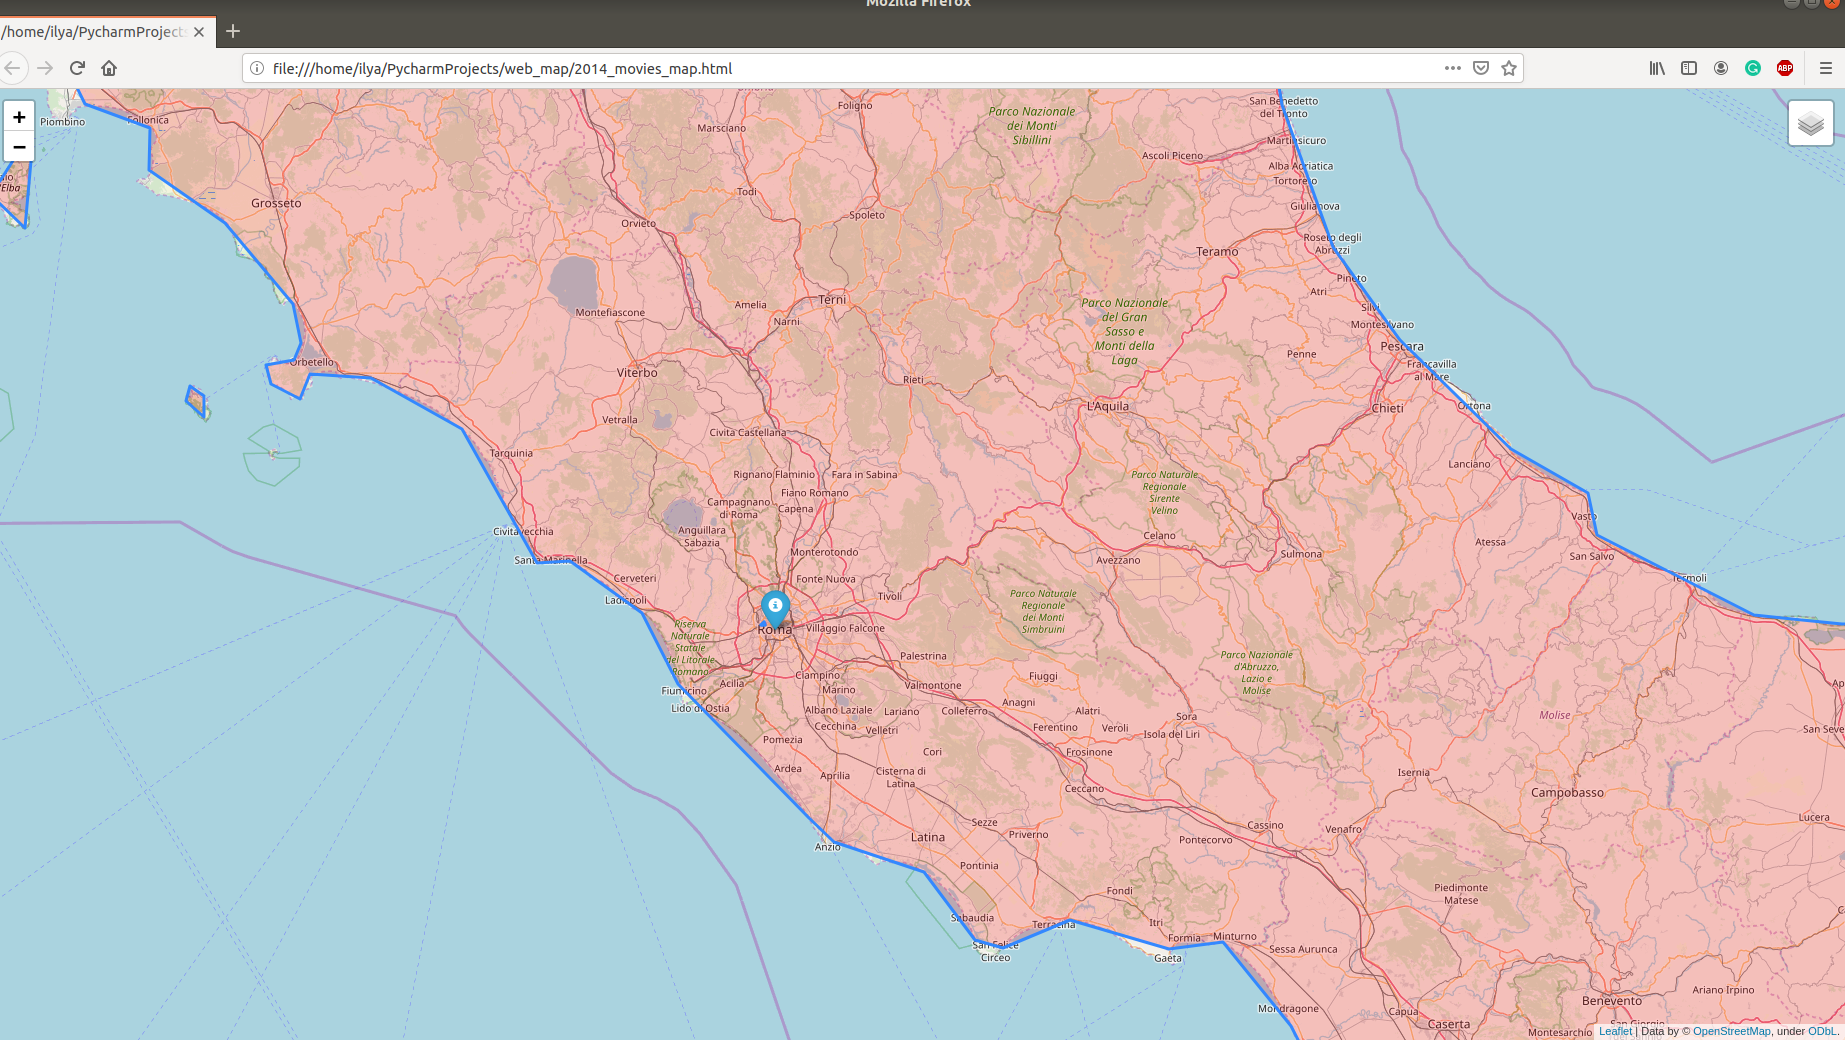 Mozilla Firefox
/home/ilya/PycharmProjects
file:///home/ilya/PycharmProjects/web_map/2014_movies_map.html
ABP
+
−
Piombino
Follonica
Foligno
Marsciano
Parco Nazionale
dei Monti
Sibillini
San Benedetto
del Tronto
Martinsicuro
Ascoli Piceno
Alba Adriatica
Tortoreto
Elba
Grosseto
Todi
Orvieto
Spoleto
Giulianova
Teramo
Roseto degli
Abruzzi
Pineto
Atri
Silvi
Montesilvano
Montefiascone
Amelia
Terni
Narni
Parco Nazionale
del Gran
Sasso e
Monti della
Laga
Pescara
Penne
Francavilla
al Mare
Orbetello
Viterbo
Rieti
L'Aquila
Chieti
Ortona
Vetralla
Civita Castellana
Tarquinia
Rignano Flaminio
Fara in Sabina
Lanciano
Campagnano
di Roma
Fiano Romano
Capena
Parco Naturale
Regionale
Sirente
Velino
Vasto
Civitavecchia
Anguillara
Sabazia
Celano
Atessa
Santa Marinella
Monterotondo
Avezzano
Sulmona
San Salvo
Cerveteri
Fonte Nuova
Termoli
Ladispoli
Tivoli
Parco Naturale
Regionale
dei Monti
Simbruini
Riserva
Naturale
Statale
del Litorale
Romano
Roma
Villaggio Falcone
Palestrina
Parco Nazionale
d'Abruzzo,
Lazio e
Molise
Fiumicino
Acilia
Ciampino
Marino
Valmontone
Fiuggi
Lido di Ostia
Albano Laziale
Lariano
Colleferro
Anagni
Alatri
Sora
Molise
Cecchina
Velletri
Ferentino
Veroli
Isola del Liri
San Seve
Pomezia
Cori
Frosinone
Ardea
Aprilia
Cisterna di
Latina
Ceccano
Isernia
Campobasso
Latina
Sezze
Priverno
Cassino
Venafro
Lucera
Anzio
Pontecorvo
Pontinia
Fondi
Piedimonte
Matese
Sabaudia
Terracina
Itri
San Felice
Circeo
Formia
Minturno
Gaeta
Sessa Aurunca
Mondragone
Capua
Benevento
Ariano Irpino
Caserta
Montesarchio
San Giorgio
Leaflet | Data by © OpenStreetMap, under ODbL.